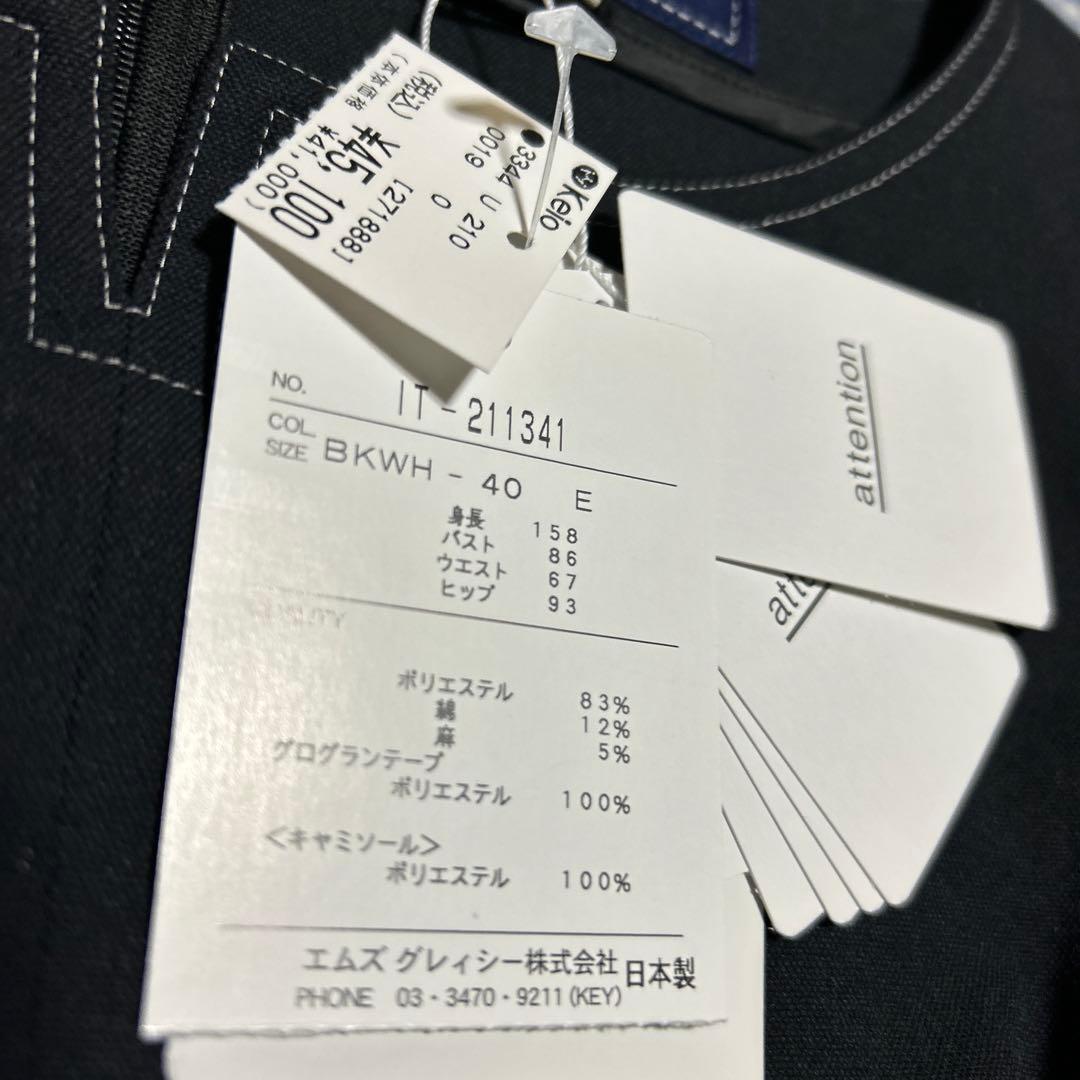 Keio
3344 U 210
0019 0
[271888]
(税込) ¥45,100
(本体価格 ¥41,000)
NO. IT-211341
COL.
SIZE BKWH - 40 E
身長 158
バスト 86
ウエスト 67
ヒップ 93
QUALITY
ポリエステル 83%
綿 12%
麻 5%
グログランテープ
ポリエステル 100%
<キャミソール>
ポリエステル 100%
エムズ グレィシー株式会社 日本製
PHONE 03・3470・9211(KEY)
attention